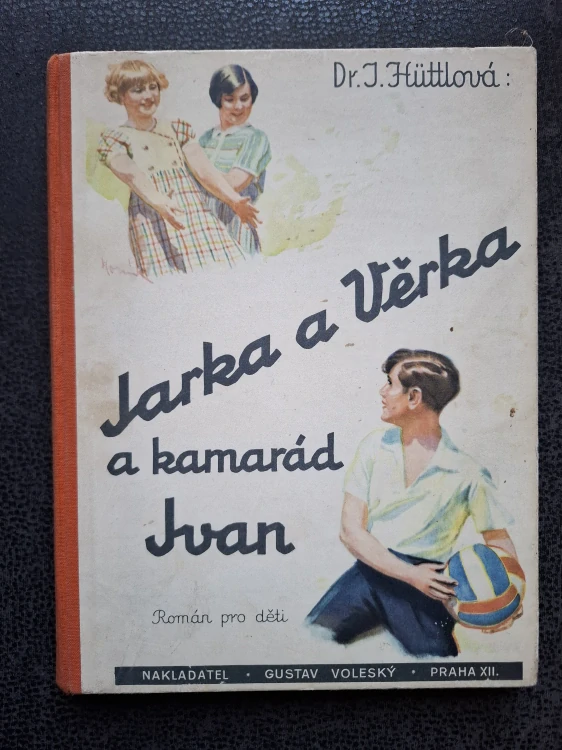 Dr. J. Hüttlová:
Jarka a Věrka
a kamarád
Ivan
Román pro děti
NAKLADATEL · GUSTAV VOLESKÝ · PRAHA XII.